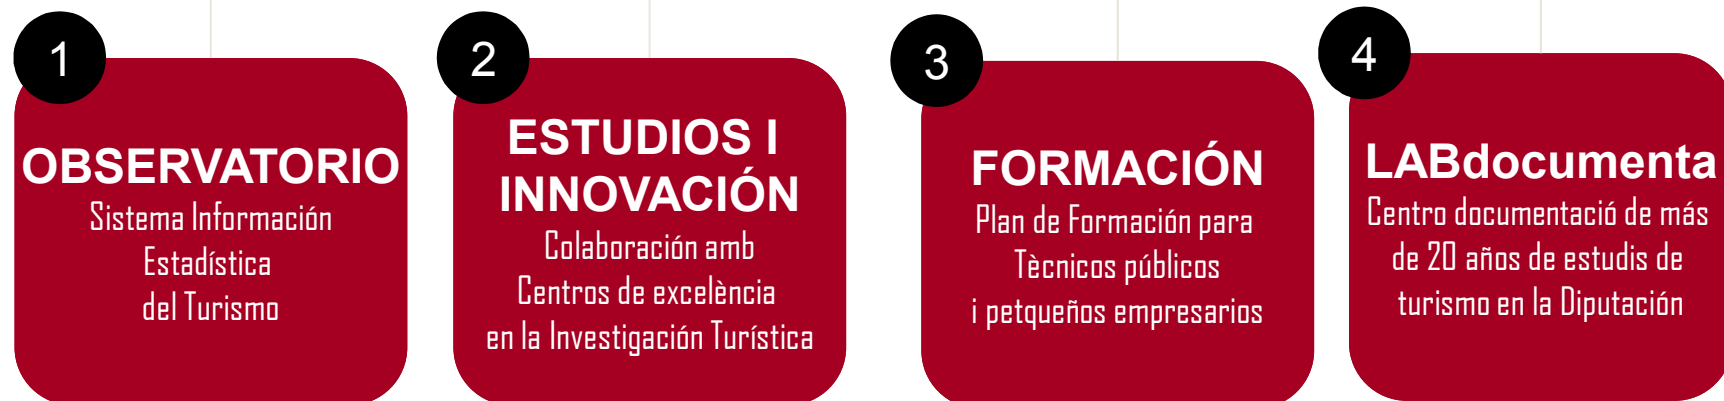 1
OBSERVATORIO
Sistema Información
Estadística
del Turismo
2
ESTUDIOS I
INNOVACIÓN
Colaboración amb
Centros de excelència
en la Investigación Turística
3
FORMACIÓN
Plan de Formación para
Tècnicos públicos
i petqueños empresarios
4
LABdocumenta
Centro documentació de más
de 20 años de estudis de
turismo en la Diputación